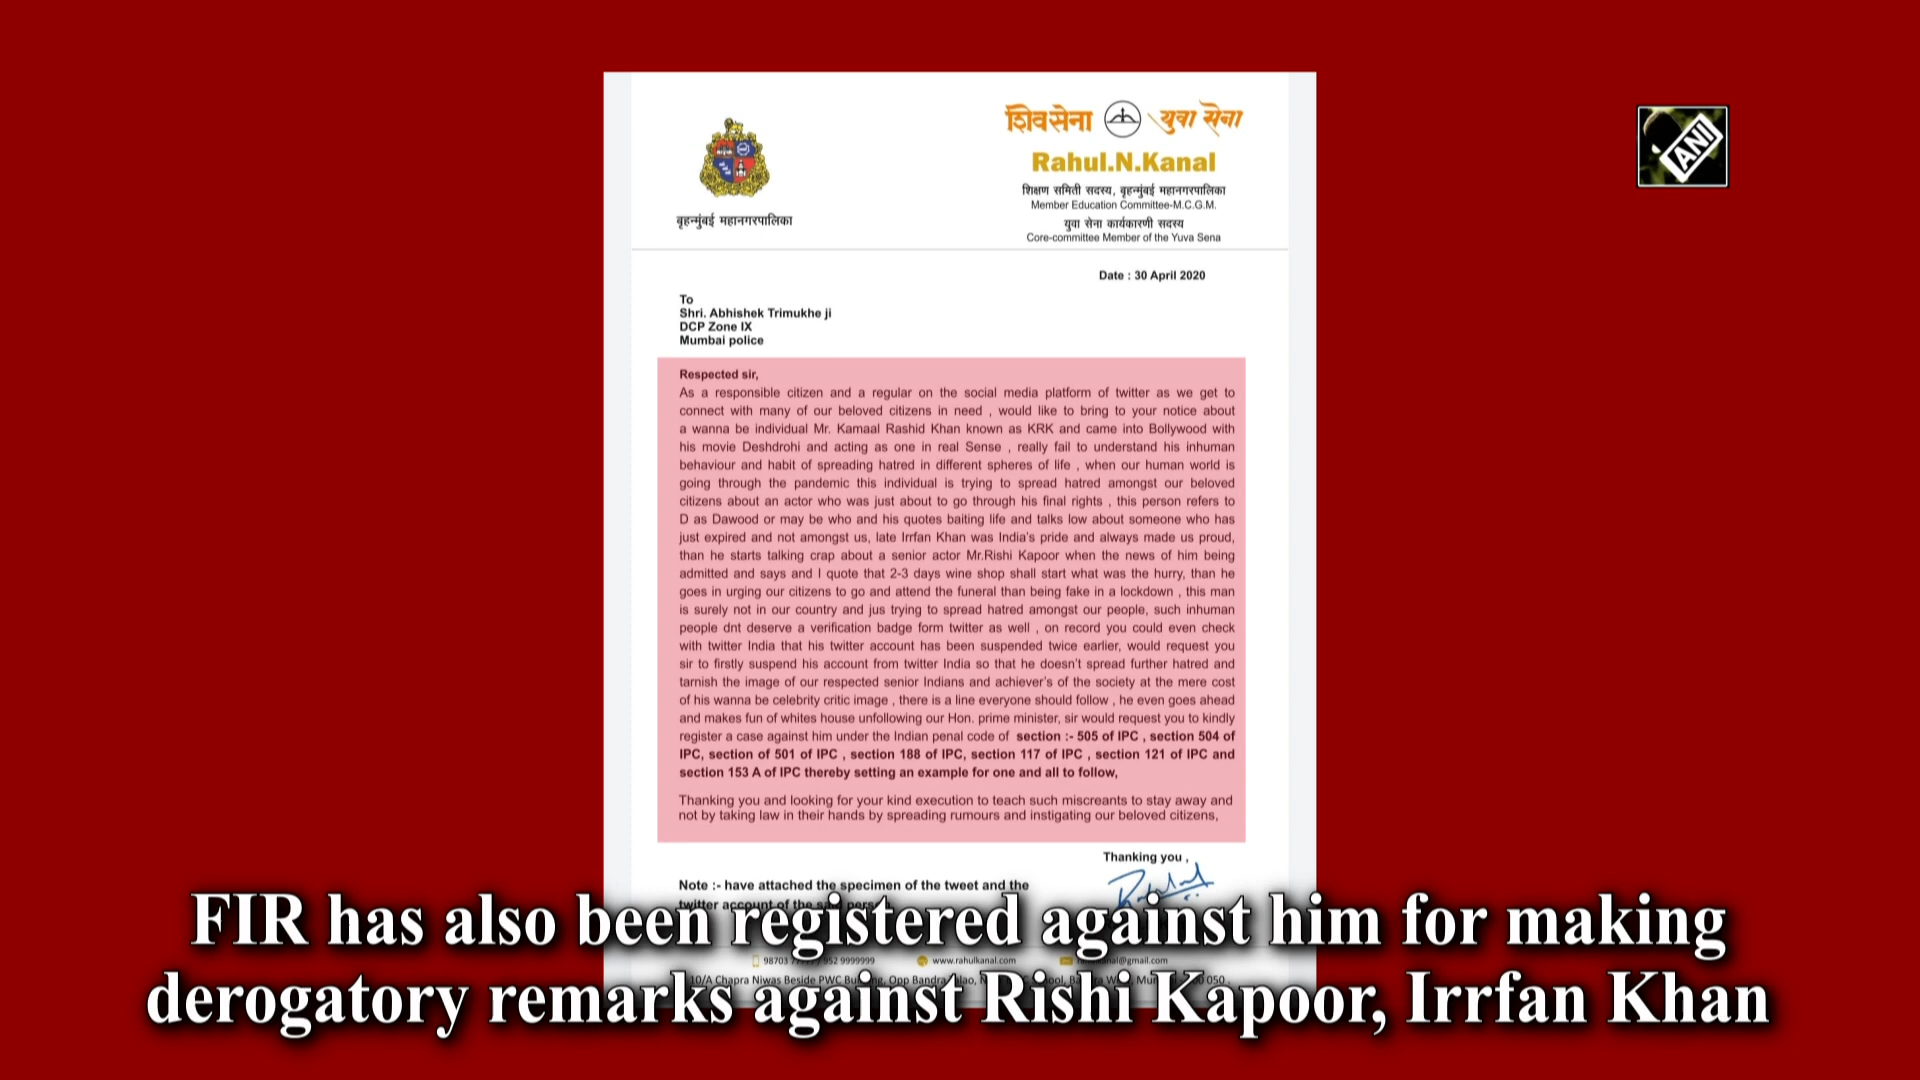 शिवसेना युवा सेना
ANI
Rahul.N.Kanal
शिक्षण समिती सदस्य, बृहन्मुंबई महानगरपालिका
Member Education Committee-M.C.G.M.
बृहन्मुंबई महानगरपालिका
युवा सेना कार्यकारणी सदस्य
Core-committee Member of the Yuva Sena
Date : 30 April 2020
To
Shri. Abhishek Trimukhe ji
DCP Zone IX
Mumbai police
Respected sir,
As a responsible citizen and a regular on the social media platform of twitter as we get to
connect with many of our beloved citizens in need , would like to bring to your notice about
a wanna be individual Mr. Kamaal Rashid Khan known as KRK and came into Bollywood with
his movie Deshdrohi and acting as one in real Sense , really fail to understand his inhuman
behaviour and habit of spreading hatred in different spheres of life , when our human world is
going through the pandemic this individual is trying to spread hatred amongst our beloved
citizens about an actor who was just about to go through his final rights , this person refers to
D as Dawood or may be who and his quotes baiting life and talks low about someone who has
just expired and not amongst us, late Irrfan Khan was India's pride and always made us proud,
than he starts talking crap about a senior actor Mr.Rishi Kapoor when the news of him being
admitted and says and I quote that 2-3 days wine shop shall start what was the hurry, than he
goes in urging our citizens to go and attend the funeral than being fake in a lockdown , this man
is surely not in our country and jus trying to spread hatred amongst our people, such inhuman
people dnt deserve a verification badge form twitter as well , on record you could even check
with twitter India that his twitter account has been suspended twice earlier, would request you
sir to firstly suspend his account from twitter India so that he doesn't spread further hatred and
tarnish the image of our respected senior Indians and achiever's of the society at the mere cost
of his wanna be celebrity critic image , there is a line everyone should follow , he even goes ahead
and makes fun of whites house unfollowing our Hon. prime minister, sir would request you to kindly
register a case against him under the Indian penal code of section :- 505 of IPC , section 504 of
IPC, section of 501 of IPC , section 188 of IPC, section 117 of IPC , section 121 of IPC and
section 153 A of IPC thereby setting an example for one and all to follow,
Thanking you and looking for your kind execution to teach such miscreants to stay away and
not by taking law in their hands by spreading rumours and instigating our beloved citizens,
Thanking you ,
Note :- have attached the specimen of the tweet and the
twitter account of the
FIR has also been registered against him for making
98703 9999999 www.rahulkanal.com @gmail.com
10/A Chapra Niwas Beside PWC Opp Bandra 050
derogatory remarks against Rishi Kapoor, Irrfan Khan